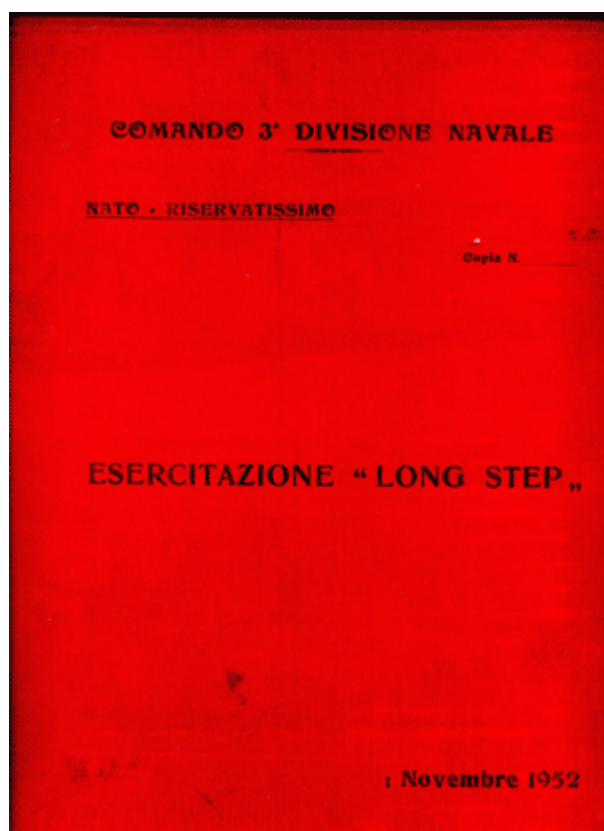 COMANDO 3ª DIVISIONE NAVALE
NATO - RISERVATISSIMO
Copia N.
ESERCITAZIONE “ LONG STEP „
: Novembre 1952